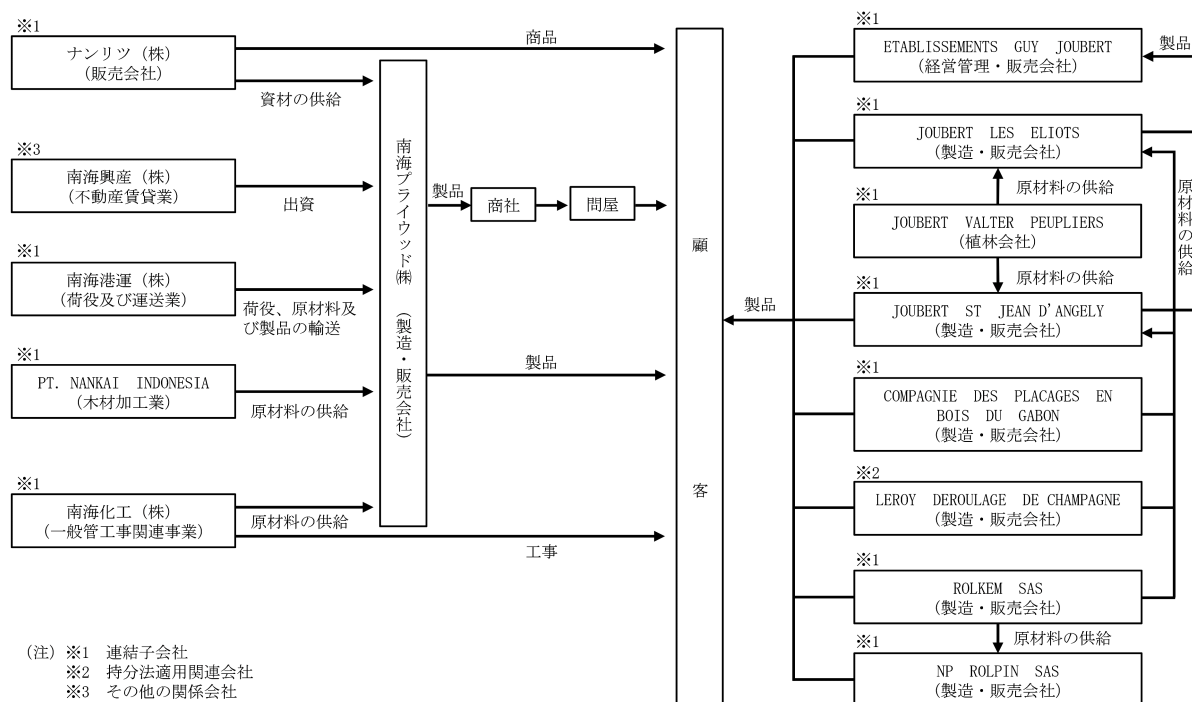 ※1
ナンリツ（株）
（販売会社）
商品
資材の供給
※3
南海興産（株）
（不動産賃貸業）
出資
※1
南海港運（株）
（荷役及び運送業）
荷役、原材料及
び製品の輸送
※1
PT. NANKAI INDONESIA
（木材加工業）
原材料の供給
※1
南海化工（株）
（一般管工事関連事業）
原材料の供給
工事
南海プライウッド㈱　（製造・販売会社）
製品
商社
問屋
製品
顧客
製品
※1
ETABLISSEMENTS GUY JOUBERT
（経営管理・販売会社）
製品
※1
JOUBERT LES ELIOTS
（製造・販売会社）
原材料の供給
※1
JOUBERT VALTER PEUPLIERS
（植林会社）
原材料の供給
原材料の供給
※1
JOUBERT ST JEAN D'ANGELY
（製造・販売会社）
※1
COMPAGNIE DES PLACAGES EN
BOIS DU GABON
（製造・販売会社）
※2
LEROY DEROULAGE DE CHAMPAGNE
（製造・販売会社）
※1
ROLKEM SAS
（製造・販売会社）
原材料の供給
※1
NP ROLPIN SAS
（製造・販売会社）
（注）※1　連結子会社
※2　持分法適用関連会社
※3　その他の関係会社